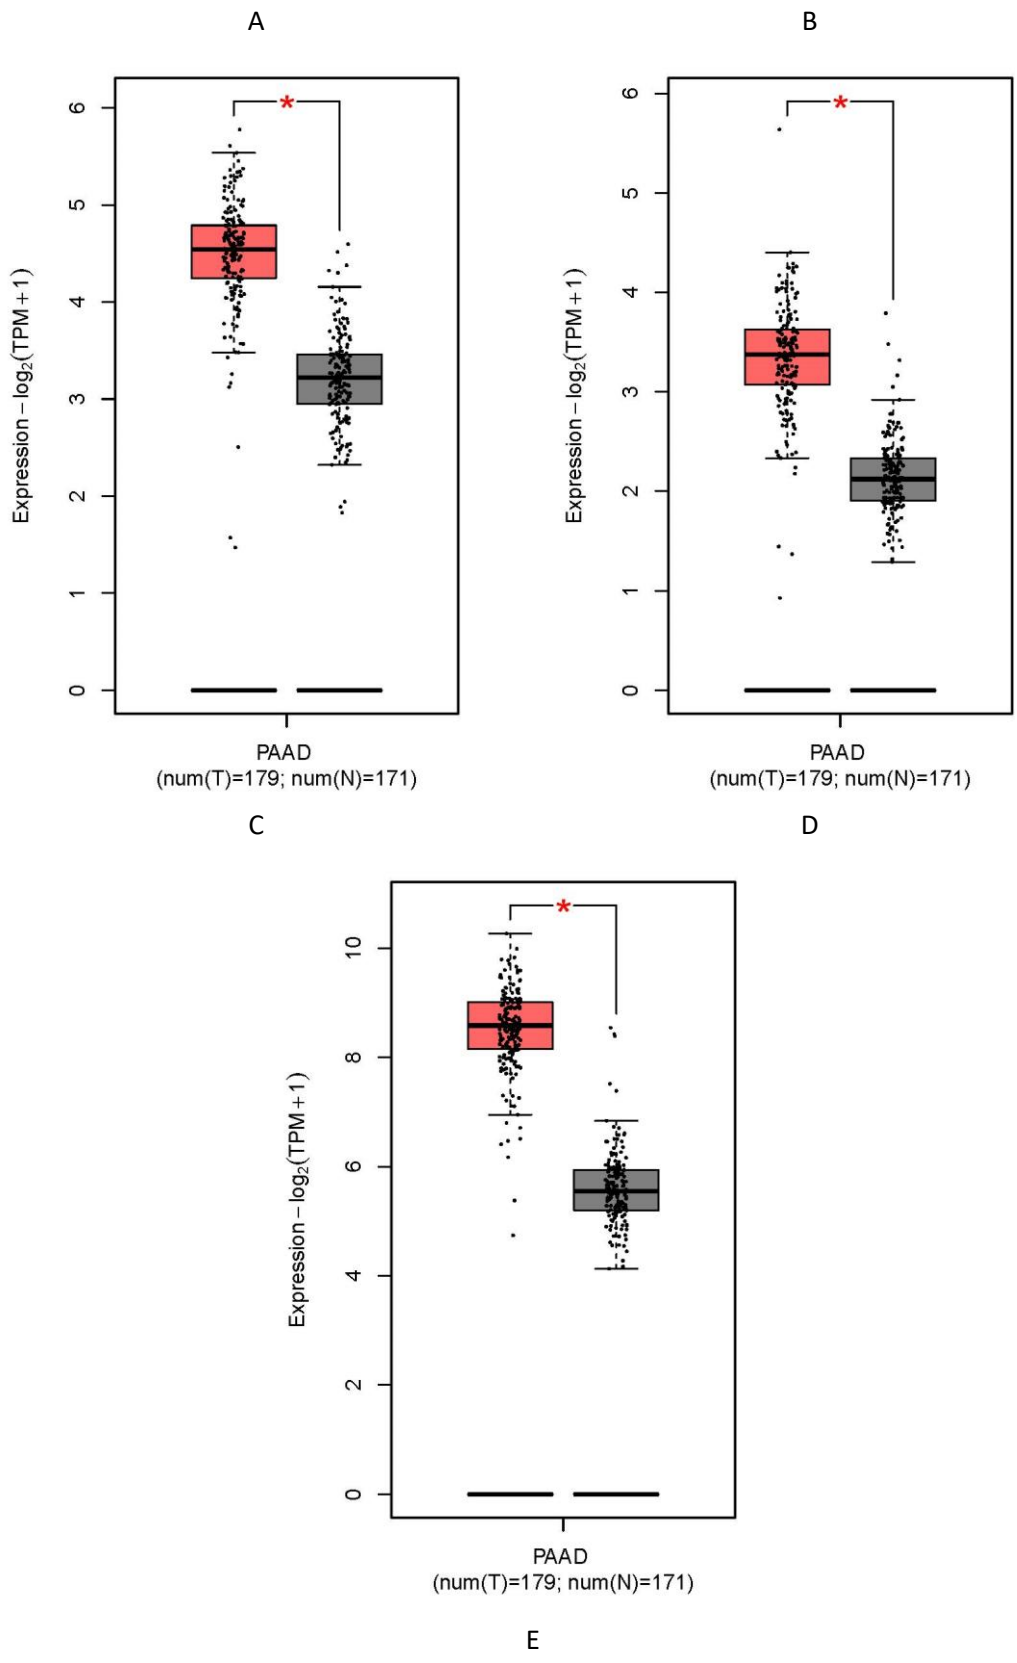 A
B
6
5
4
3
2
1
0
Expression − log₂(TPM + 1)
*
PAAD
(num(T)=179; num(N)=171)
6
5
4
3
2
1
0
Expression − log₂(TPM + 1)
*
PAAD
(num(T)=179; num(N)=171)
C
D
10
8
6
4
2
0
Expression − log₂(TPM + 1)
*
PAAD
(num(T)=179; num(N)=171)
E